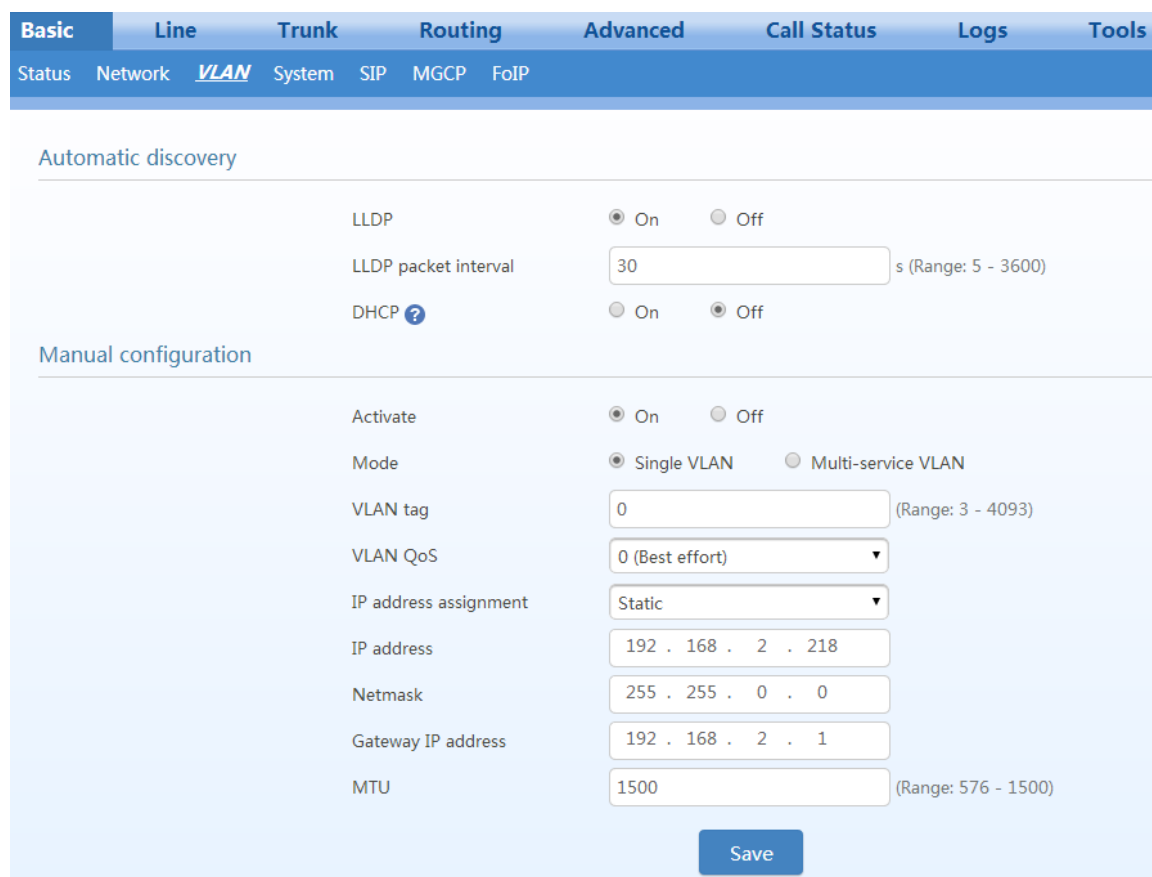 Basic Line Trunk Routing Advanced Call Status Logs Tools
Status Network VLAN System SIP MGCP FoIP
Automatic discovery
LLDP On Off
LLDP packet interval 30 s (Range: 5 - 3600)
DHCP ? On Off
Manual configuration
Activate On Off
Mode Single VLAN Multi-service VLAN
VLAN tag 0 (Range: 3 - 4093)
VLAN QoS 0 (Best effort)
IP address assignment Static
IP address 192 . 168 . 2 . 218
Netmask 255 . 255 . 0 . 0
Gateway IP address 192 . 168 . 2 . 1
MTU 1500 (Range: 576 - 1500)
Save